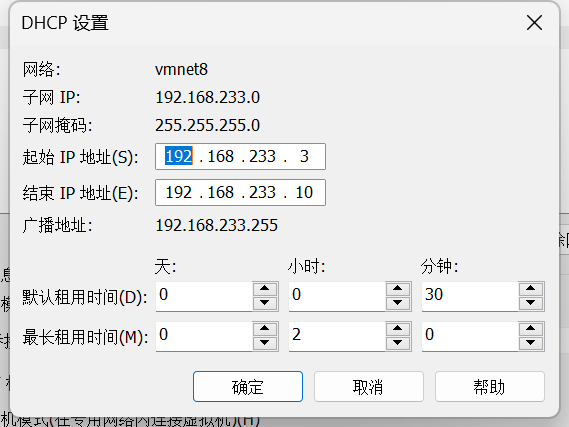 DHCP 设置
网络: vmnet8
子网 IP: 192.168.233.0
子网掩码: 255.255.255.0
起始 IP 地址(S): 192 . 168 . 233 . 3
结束 IP 地址(E): 192 . 168 . 233 . 10
广播地址: 192.168.233.255
天: 小时: 分钟:
默认租用时间(D): 0 0 30
最长租用时间(M): 0 2 0
确定 取消 帮助
机模式(在专用网络内连接虚拟机)(H)